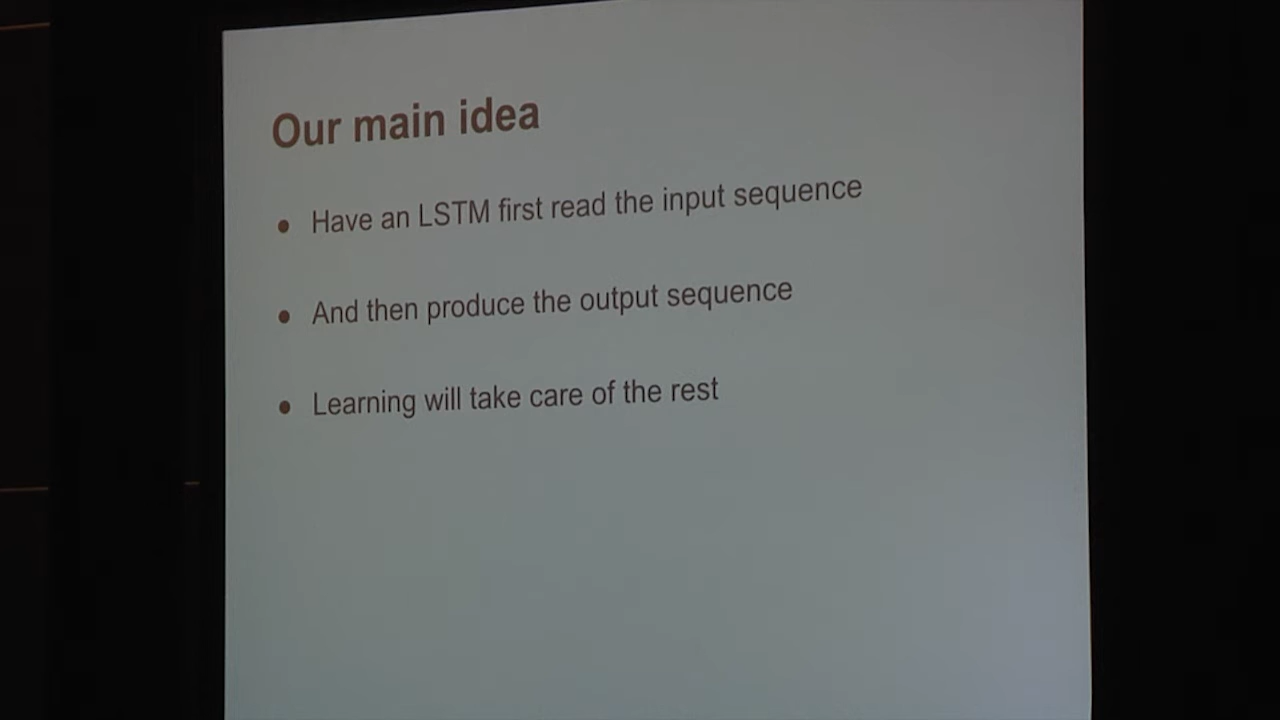 Our main idea
● Have an LSTM first read the input sequence
● And then produce the output sequence
● Learning will take care of the rest